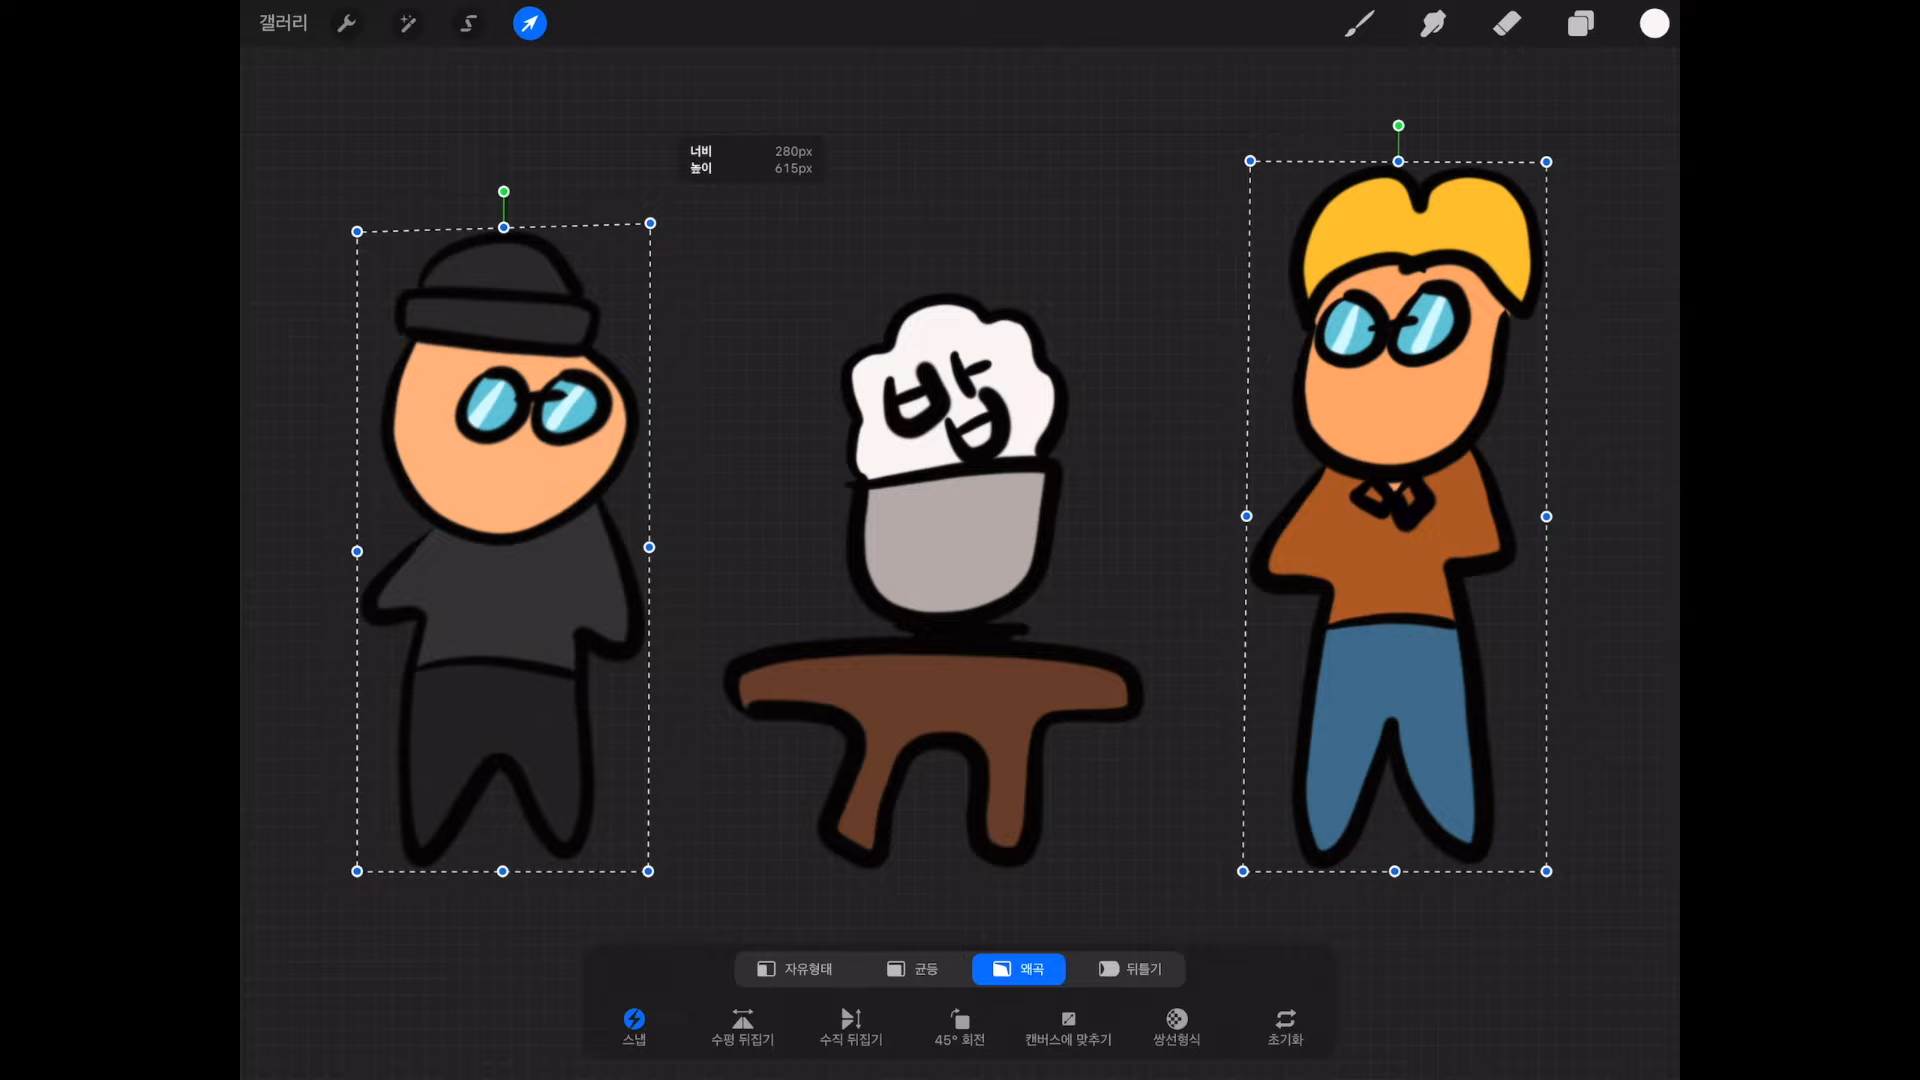 갤러리
너비 280px
높이 615px
밥
자유형태 균등 왜곡 뒤틀기
스냅 수평 뒤집기 수직 뒤집기 45° 회전 캔버스에 맞추기 쌍선형식 초기화